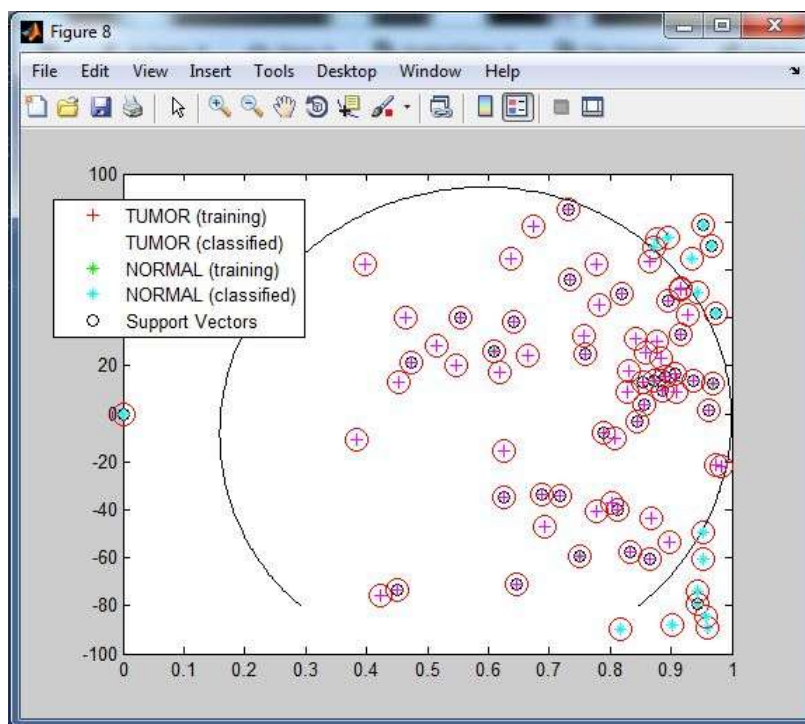 Figure 8
File Edit View Insert Tools Desktop Window Help
100
TUMOR (training)
TUMOR (classified)
NORMAL (training)
NORMAL (classified)
Support Vectors
20
0
-20
-40
-60
-80
-100
0 0.1 0.2 0.3 0.4 0.5 0.6 0.7 0.8 0.9 1